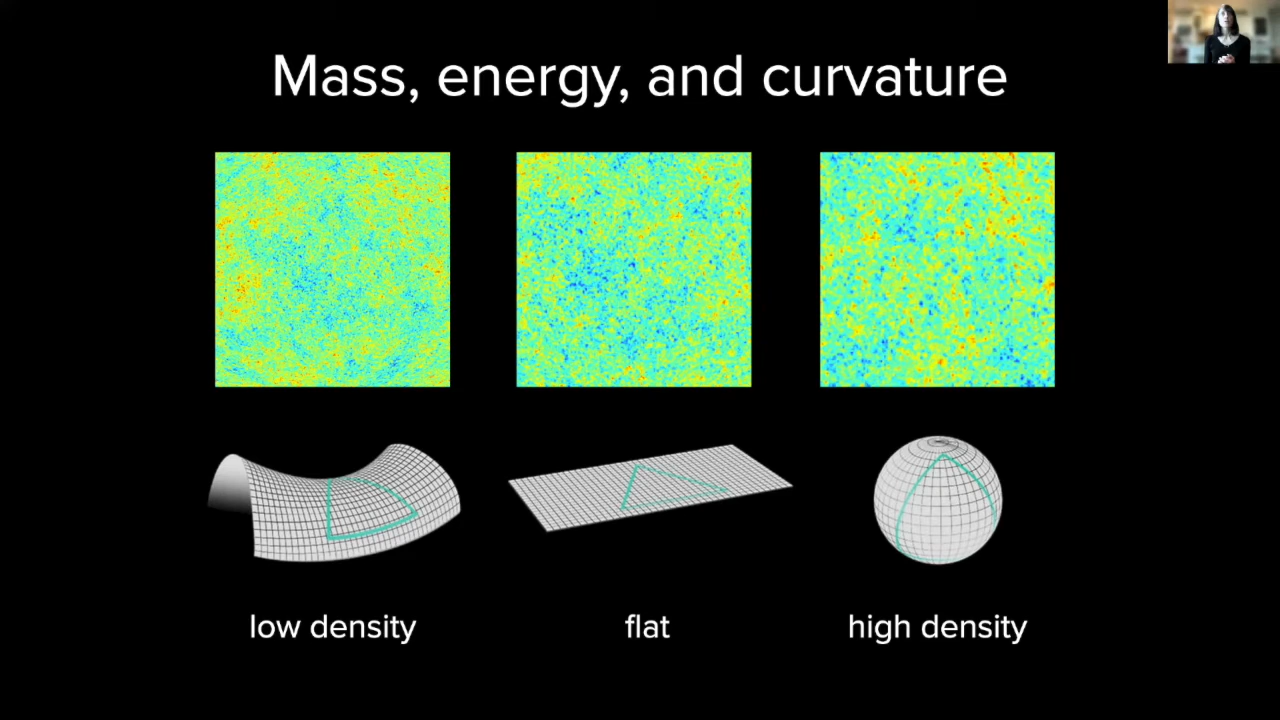 Mass, energy, and curvature
low density
flat
high density